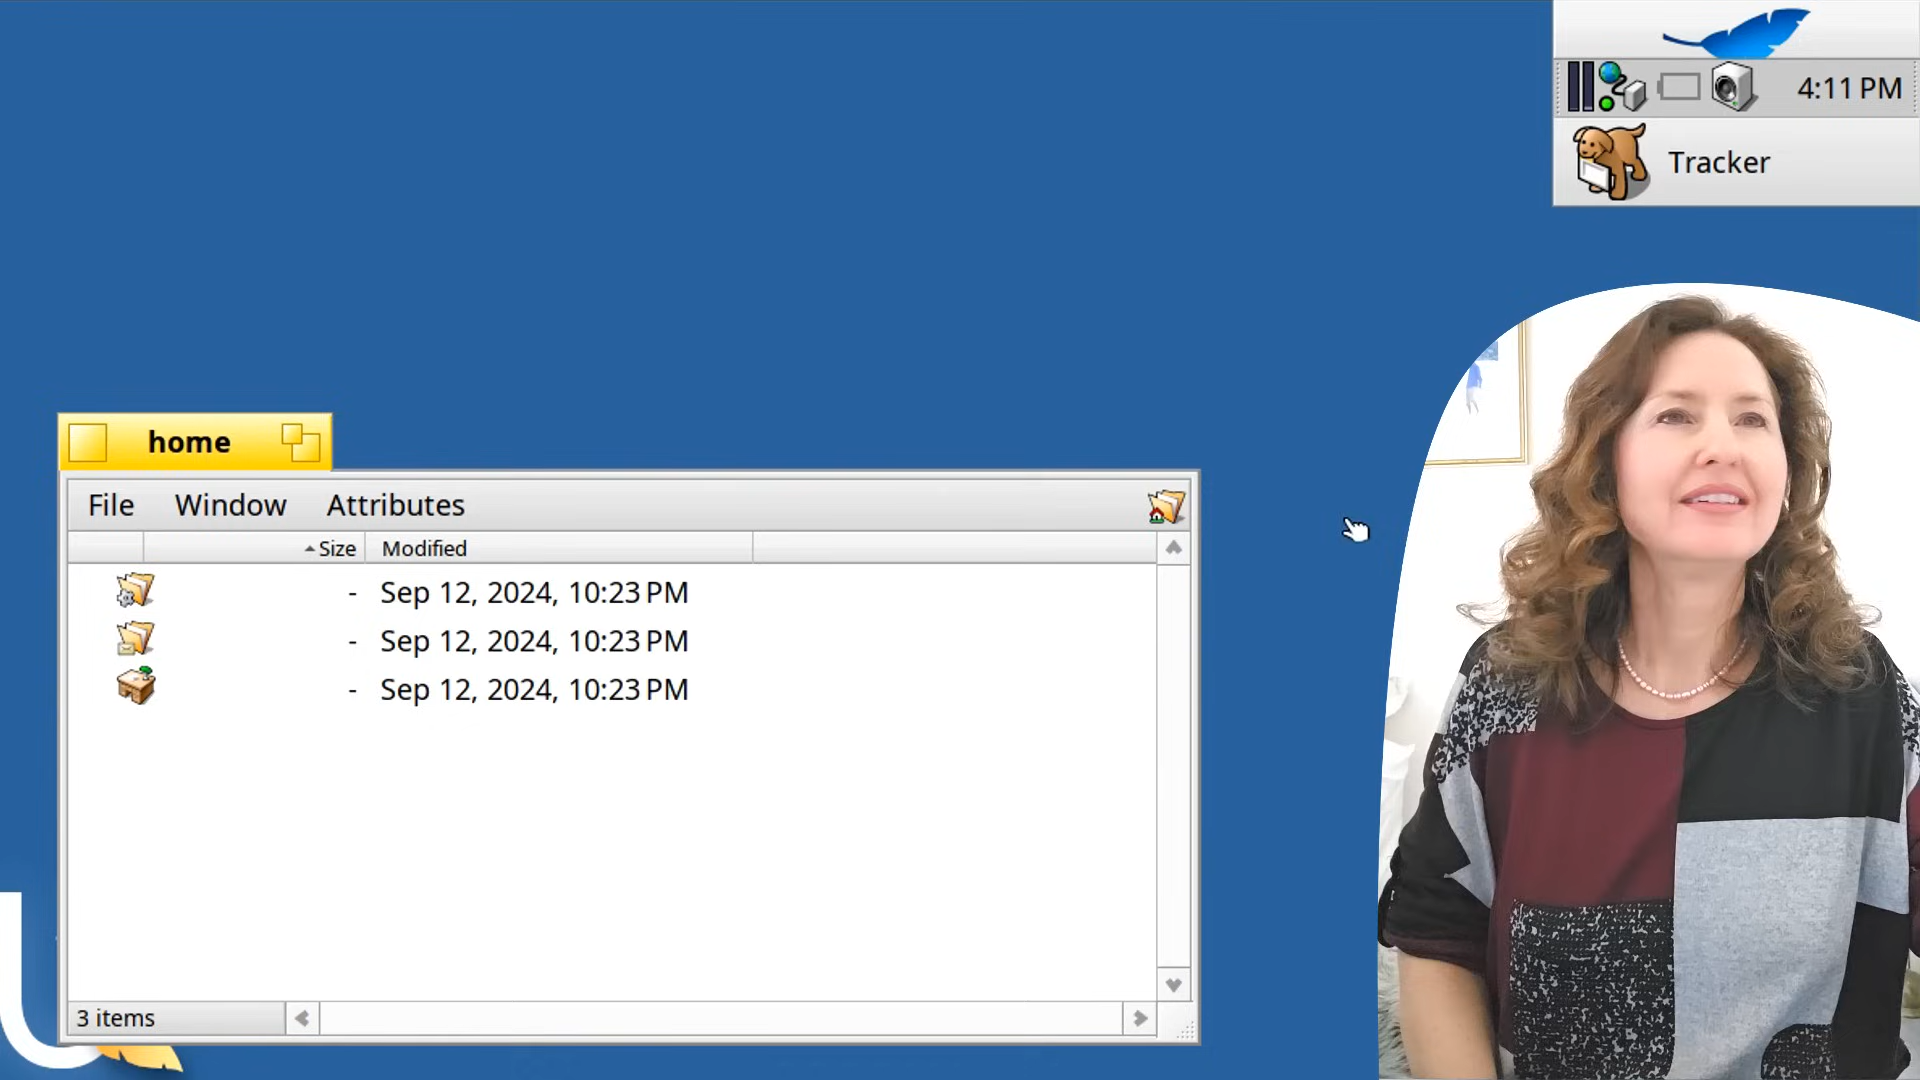 4:11 PM
Tracker
home
File Window Attributes
Size Modified
- Sep 12, 2024, 10:23 PM
- Sep 12, 2024, 10:23 PM
- Sep 12, 2024, 10:23 PM
3 items